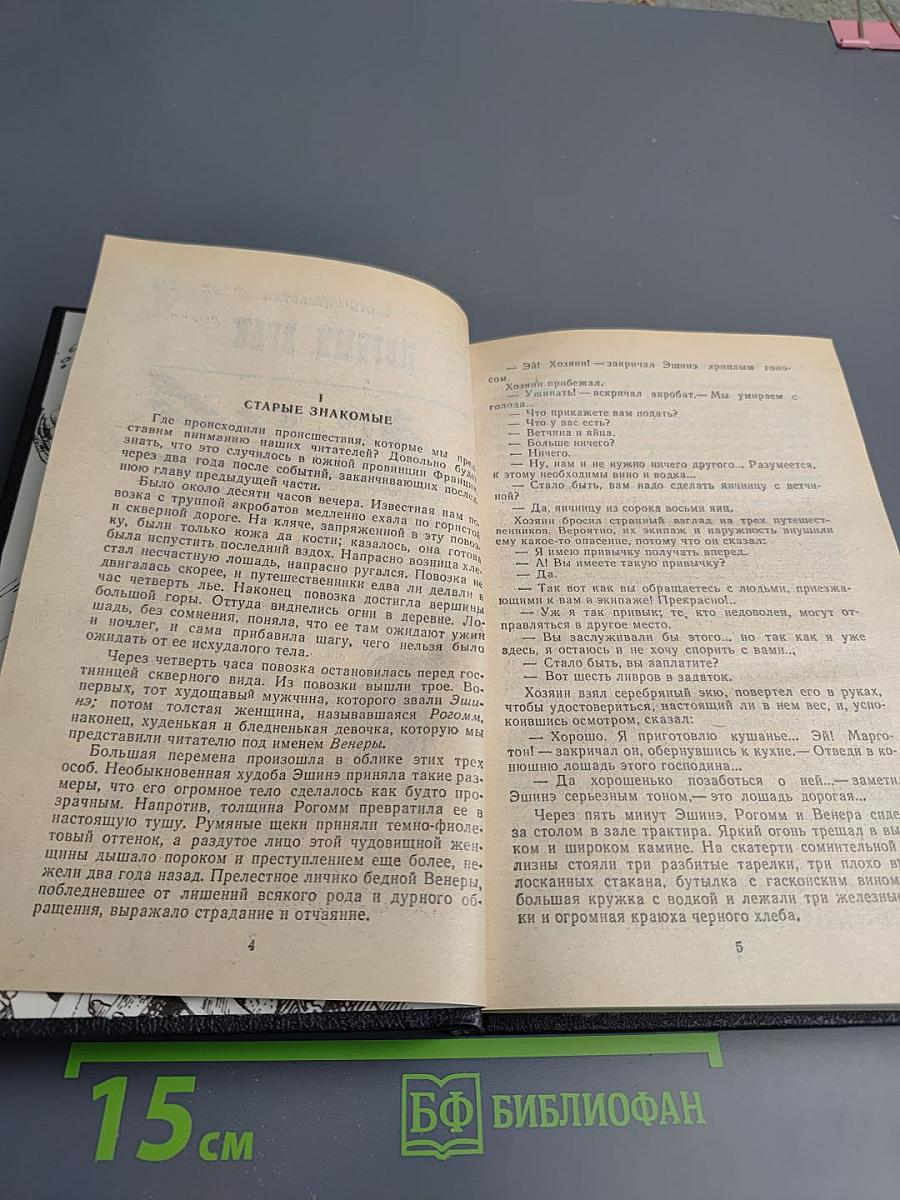 I
СТАРЫЕ ЗНАКОМЫЕ
Где происходили происшествия, которые мы пред-
ставим вниманию наших читателей? Довольно будет
знать, что это случилось в южной провинции Франции
через два года после событий, заканчивающих послед-
нюю главу предыдущей части.
Было около десяти часов вечера. Известная нам по-
возка с труппой акробатов медленно ехала по гористой
и скверной дороге. На кляче, запряженной в эту повоз-
ку, были только кожа да кости; казалось, она готова
была испустить последний вздох. Напрасно возница хле-
стал несчастную лошадь, напрасно ругался. Повозка не
двигалась скорее, и путешественники едва ли делали в
час четверть лье. Наконец повозка достигла вершины
большой горы. Оттуда виднелись огни в деревне. Ло-
шадь, без сомнения, поняла, что ее там ожидают ужин
и ночлег, и сама прибавила шагу, чего нельзя было
ожидать от ее исхудалого тела.
Через четверть часа повозка остановилась перед гос-
тиницей скверного вида. Из повозки вышли трое. Во-
первых, тот худощавый мужчина, которого звали Эши-
нэ; потом толстая женщина, называвшаяся Рогомм,
наконец, худенькая и бледненькая девочка, которую мы
представили читателю под именем Венеры.
Большая перемена произошла в облике этих трех
особ. Необыкновенная худоба Эшинэ приняла такие раз-
меры, что его огромное тело сделалось как будто про-
зрачным. Напротив, толщина Рогомм превратила ее в
настоящую тушу. Румяные щеки приняли темно-фиоле-
товый оттенок, а раздутое лицо этой чудовищной жен-
щины дышало пороком и преступлением еще более, не-
жели два года назад. Прелестное личико бедной Венеры,
побледневшее от лишений всякого рода и дурного об-
ращения, выражало страдание и отчаяние.
4
— Эй! Хозяин! — закричал Эшинэ хриплым голо-
сом.
Хозяин прибежал.
— Ужинать! — вскричал акробат.— Мы умираем с
голода...
— Что прикажете вам подать?
— Что у вас есть?
— Ветчина и яйца.
— Больше ничего?
— Ничего.
— Ну, нам и не нужно ничего другого... Разумеется,
к этому необходимы вино и водка...
— Стало быть, вам надо сделать яичницу с ветчи-
ной?
— Да, яичницу из сорока восьми яиц.
Хозяин бросил странный взгляд на трех путешест-
венников. Вероятно, их экипаж и наружность внушили
ему какое-то опасение, потому что он сказал:
— Я имею привычку получать вперед.
— А! Вы имеете такую привычку?
— Да.
— Так вот как вы обращаетесь с людьми, приезжа-
ющими к вам в экипаже! Прекрасно!..
— Уж я так привык; те, кто недоволен, могут от-
правляться в другое место.
— Вы заслуживали бы этого... но так как я уже
здесь, я остаюсь и не хочу спорить с вами...
— Стало быть, вы заплатите?
— Вот шесть ливров в задаток.
Хозяин взял серебряный экю, повертел его в руках,
чтобы удостовериться, настоящий ли в нем вес, и, успо-
коившись осмотром, сказал:
— Хорошо. Я приготовлю кушанье... Эй! Марго-
тон! — закричал он, обернувшись к кухне.— Отведи в ко-
нюшню лошадь этого господина...
— Да хорошенько позаботься о ней...— заметил
Эшинэ серьезным тоном,— это лошадь дорогая...
Через пять минут Эшинэ, Рогомм и Венера сиде
за столом в зале трактира. Яркий огонь трещал в вы
ком и широком камине. На скатерти сомнительной
лизны стояли три разбитые тарелки, три плохо вы
лосканных стакана, бутылка с гасконским вином
большая кружка с водкой и лежали три железные
ки и огромная краюха черного хлеба.
5
15 см
БФ БИБЛИОФАН